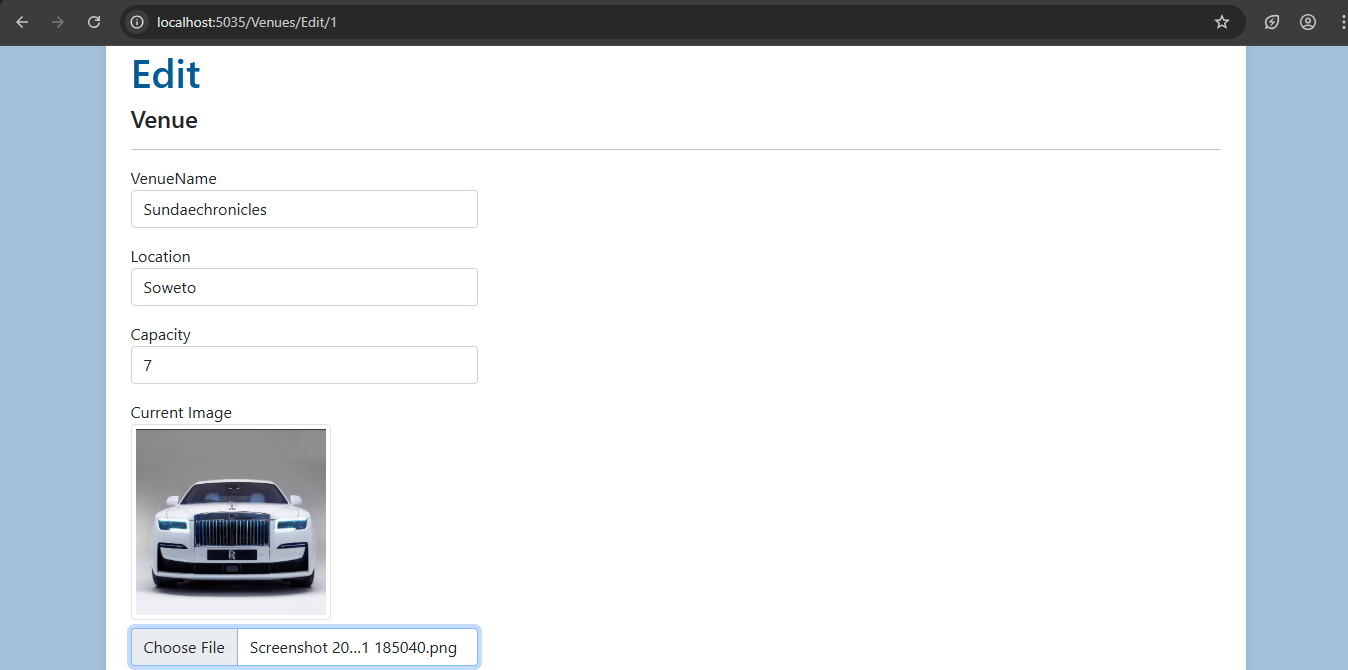 localhost:5035/Venues/Edit/1
Edit
Venue
VenueName
Sundaechronicles
Location
Soweto
Capacity
7
Current Image
Choose File Screenshot 20...1 185040.png